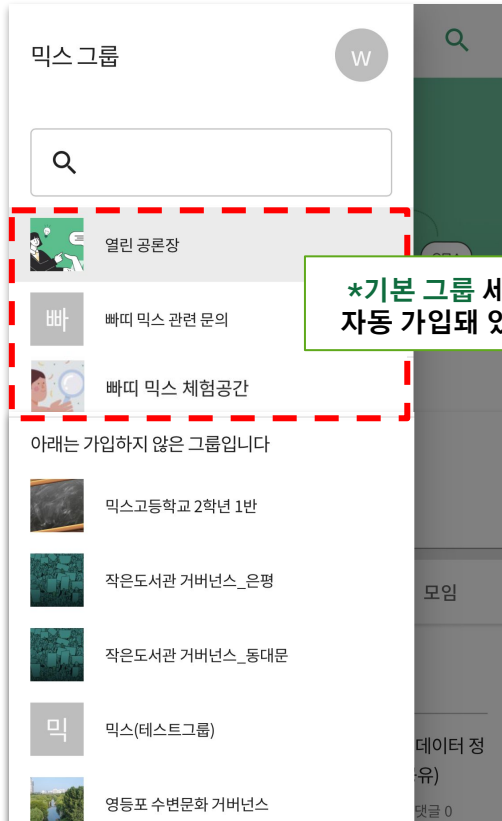 믹스 그룹
W
열린 공론장
*기본 그룹 세
자동 가입돼 있
빠
빠띠 믹스 관련 문의
빠띠 믹스 체험공간
아래는 가입하지 않은 그룹입니다
믹스고등학교 2학년 1반
작은도서관 거버넌스_은평
모임
작은도서관 거버넌스_동대문
믹
믹스(테스트그룹)
데이터 정
유)
영등포 수변문화 거버넌스
댓글 0